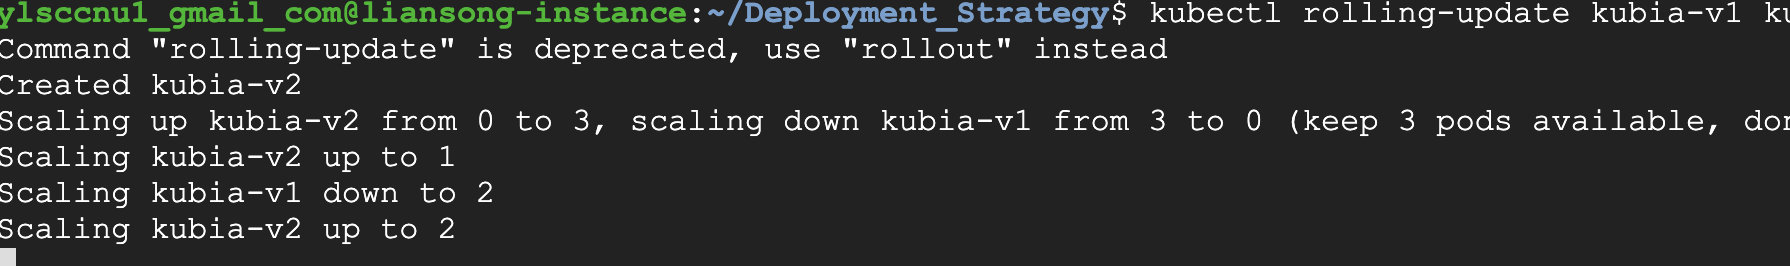 ylsccnu1_gmail_com@liansong-instance:~/Deployment_Strategy$ kubectl rolling-update kubia-v1 ku
Command "rolling-update" is deprecated, use "rollout" instead
Created kubia-v2
Scaling up kubia-v2 from 0 to 3, scaling down kubia-v1 from 3 to 0 (keep 3 pods available, don
Scaling kubia-v2 up to 1
Scaling kubia-v1 down to 2
Scaling kubia-v2 up to 2